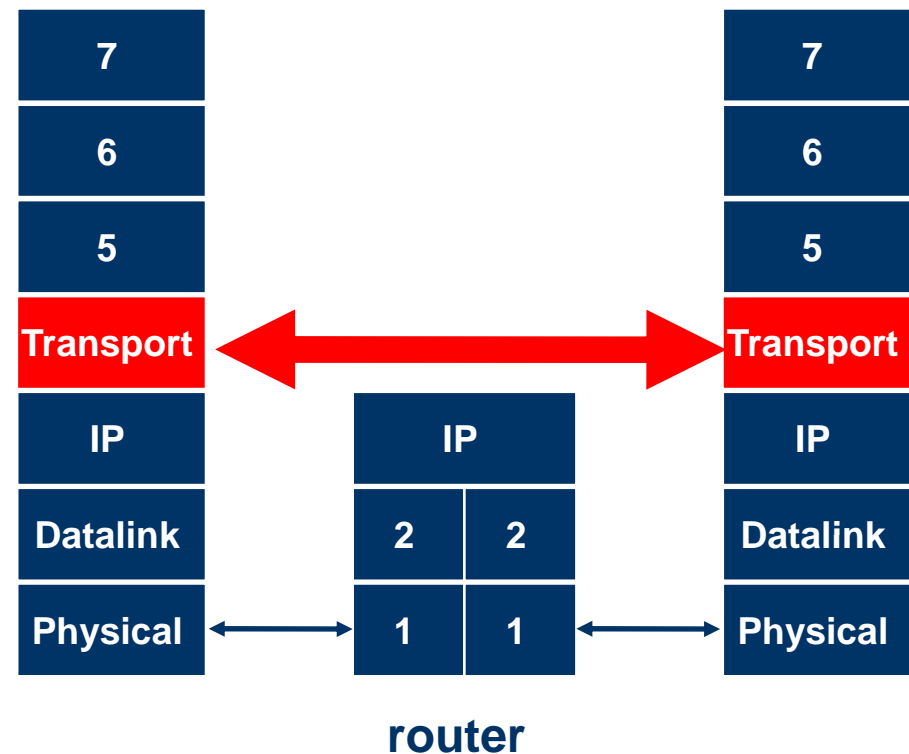 7 7
6 6
5 5
Transport Transport
IP IP IP
Datalink 2 2 Datalink
Physical 1 1 Physical
router